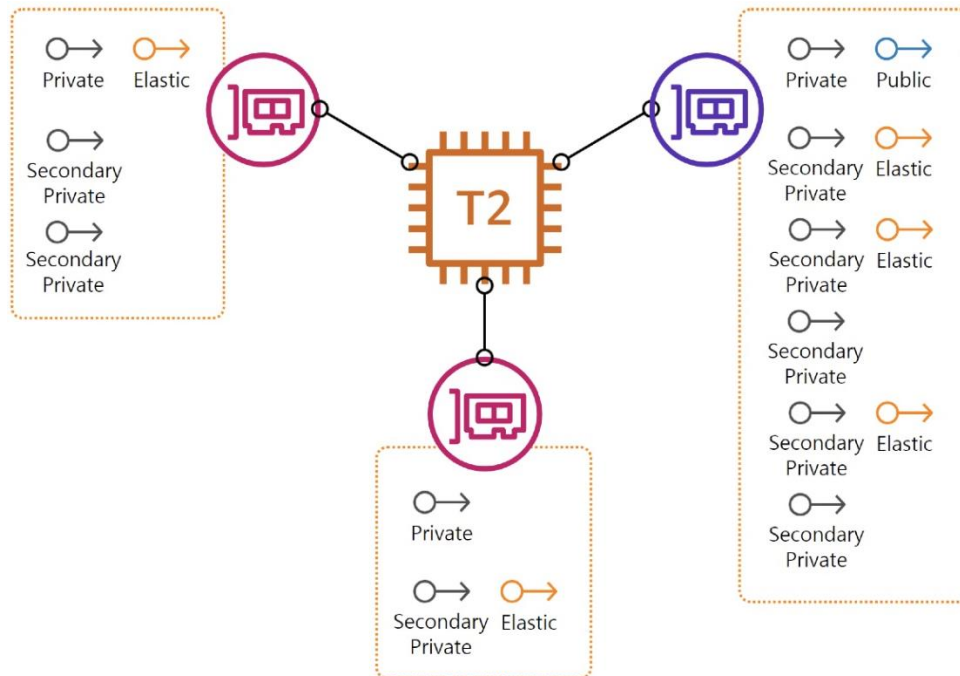 Private Elastic
Secondary
Private
Secondary
Private
T2
Private Public
Secondary Elastic
Private
Secondary Elastic
Private
Secondary
Private
Secondary Elastic
Private
Secondary
Private
Private
Secondary Elastic
Private